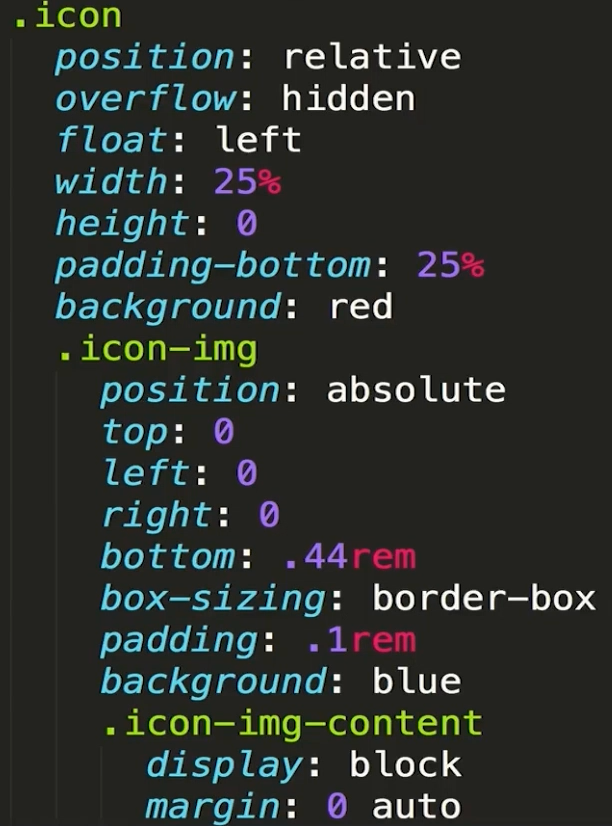 .icon
position: relative
overflow: hidden
float: left
width: 25%
height: 0
padding-bottom: 25%
background: red
.icon-img
position: absolute
top: 0
left: 0
right: 0
bottom: .44rem
box-sizing: border-box
padding: .1rem
background: blue
.icon-img-content
display: block
margin: 0 auto